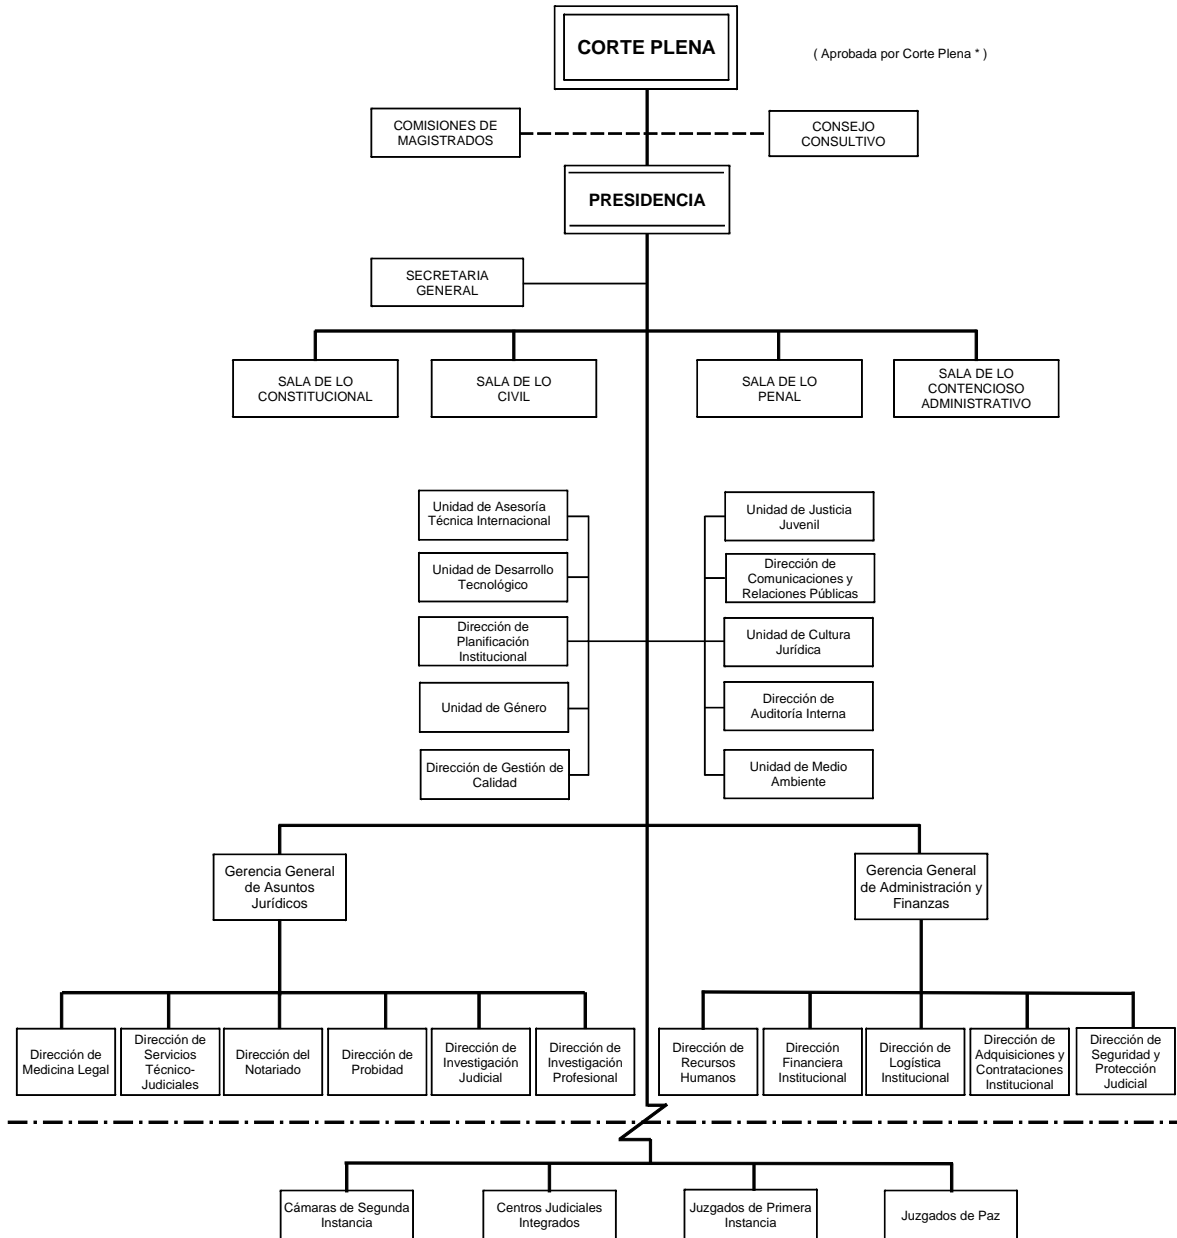 CORTE PLENA
( Aprobada por Corte Plena * )
COMISIONES DE
MAGISTRADOS
CONSEJO
CONSULTIVO
PRESIDENCIA
SECRETARIA
GENERAL
SALA DE LO
CONSTITUCIONAL
SALA DE LO
CIVIL
SALA DE LO
PENAL
SALA DE LO
CONTENCIOSO
ADMINISTRATIVO
Unidad de Asesoría
Técnica Internacional
Unidad de Justicia
Juvenil
Unidad de Desarrollo
Tecnológico
Dirección de
Comunicaciones y
Relaciones Públicas
Dirección de
Planificación
Institucional
Unidad de Cultura
Jurídica
Unidad de Género
Dirección de
Auditoría Interna
Dirección de Gestión de
Calidad
Unidad de Medio
Ambiente
Gerencia General
de Asuntos
Jurídicos
Gerencia General
de Administración y
Finanzas
Dirección de
Medicina Legal
Dirección de
Servicios
Técnico-
Judiciales
Dirección del
Notariado
Dirección de
Probidad
Dirección de
Investigación
Judicial
Dirección de
Investigación
Profesional
Dirección de
Recursos
Humanos
Dirección
Financiera
Institucional
Dirección de
Logística
Institucional
Dirección de
Adquisiciones y
Contrataciones
Institucional
Dirección de
Seguridad y
Protección
Judicial
Cámaras de Segunda
Instancia
Centros Judiciales
Integrados
Juzgados de Primera
Instancia
Juzgados de Paz